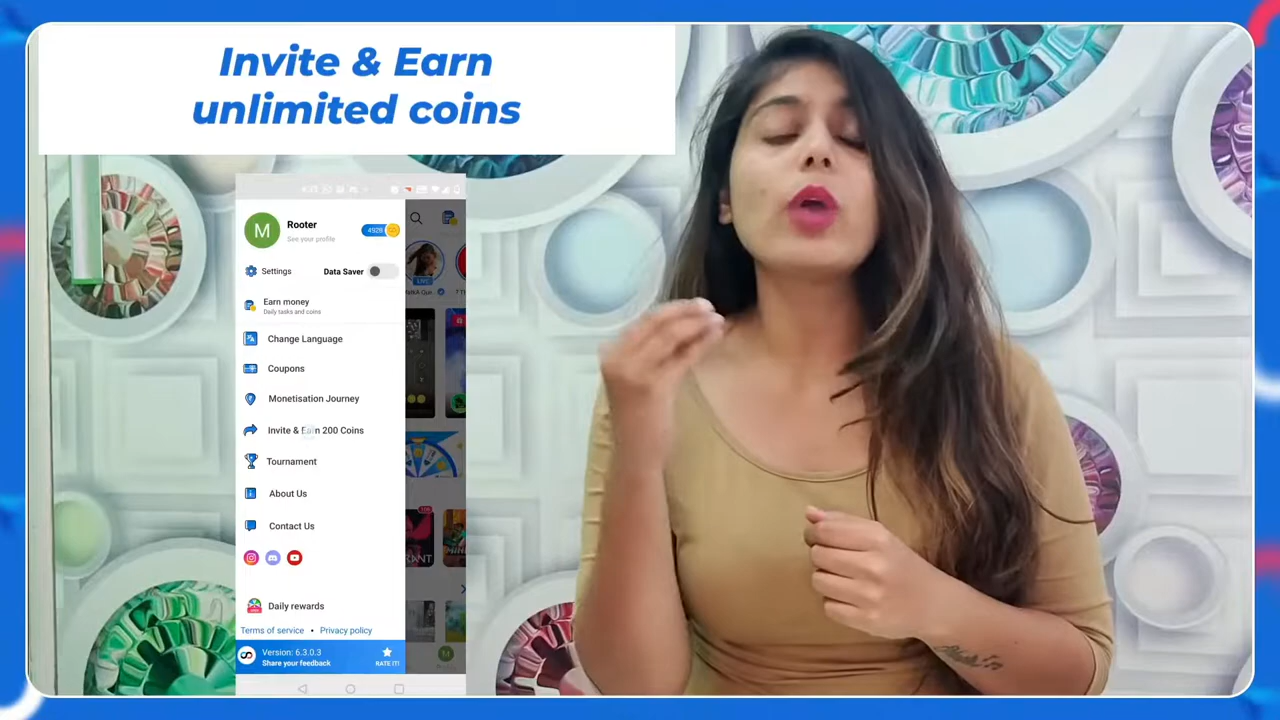 Invite & Earn
unlimited coins
M
Rooter
4928
See your profile
Settings
Data Saver
Earn money
Daily tasks and coins
Change Language
Coupons
Monetisation Journey
Invite & Earn 200 Coins
Tournament
About Us
Contact Us
Daily rewards
Terms of service • Privacy policy
Version: 6.3.0.3
Share your feedback
RATE IT!
LIVE